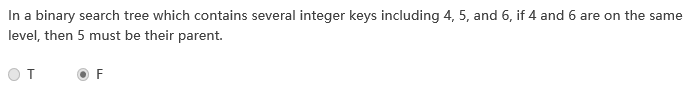 In a binary search tree which contains several integer keys including 4, 5, and 6, if 4 and 6 are on the same
level, then 5 must be their parent.
T F